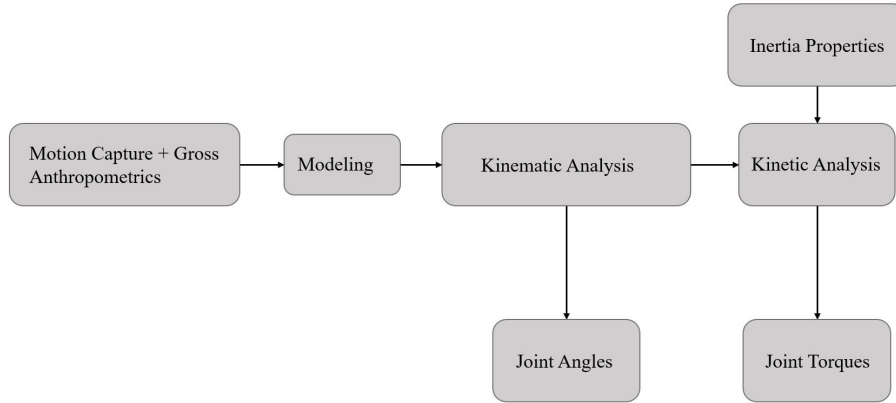 Inertia Properties
Motion Capture + Gross
Anthropometrics
Modeling
Kinematic Analysis
Kinetic Analysis
Joint Angles
Joint Torques